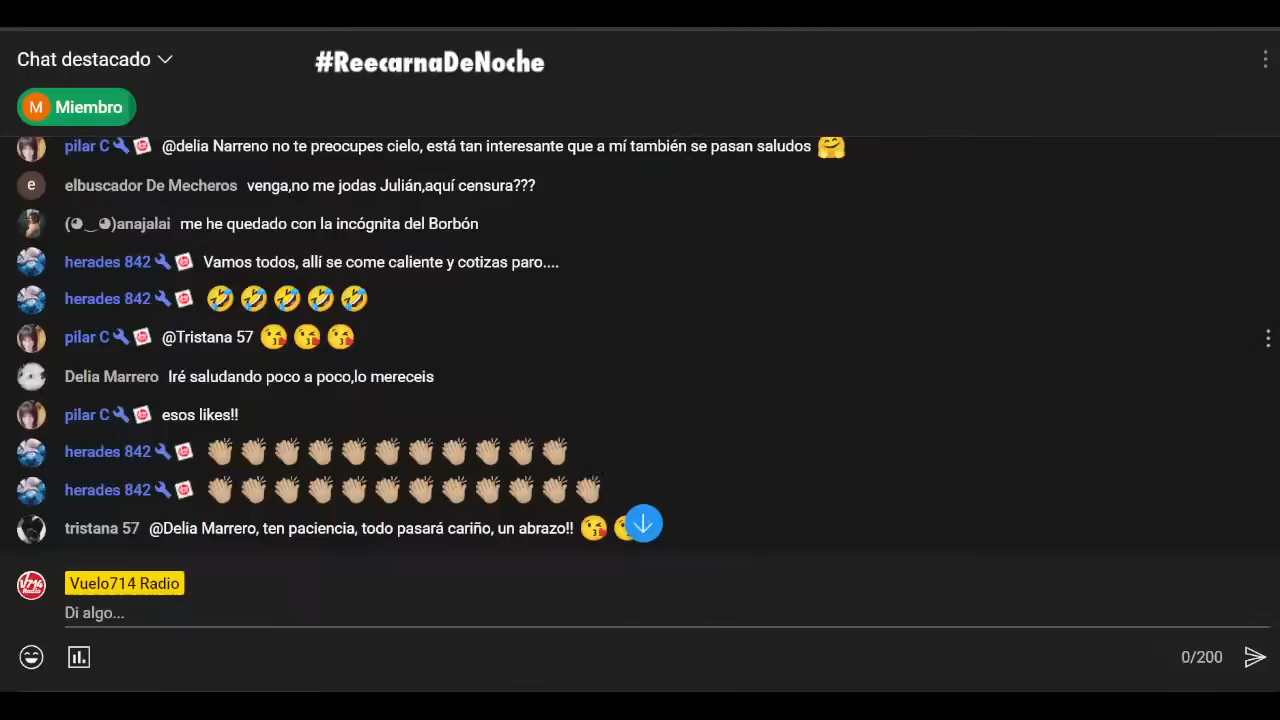 Chat destacado
#ReecarnaDeNoche
M Miembro
pilar C @delia Narreno no te preocupes cielo, está tan interesante que a mí también se pasan saludos 🤗
e elbuscador De Mecheros venga,no me jodas Julián,aquí censura???
(◕‿◕)anajalai me he quedado con la incógnita del Borbón
herades 842 Vamos todos, allí se come caliente y cotizas paro....
herades 842 🤣🤣🤣🤣🤣
pilar C @Tristana 57 😘😘😘
Delia Marrero Iré saludando poco a poco,lo mereceis
pilar C esos likes!!
herades 842 👏🏼👏🏼👏🏼👏🏼👏🏼👏🏼👏🏼👏🏼👏🏼👏🏼👏🏼
herades 842 👏🏼👏🏼👏🏼👏🏼👏🏼👏🏼👏🏼👏🏼👏🏼👏🏼👏🏼👏🏼
tristana 57 @Delia Marrero, ten paciencia, todo pasará cariño, un abrazo!! 😘😘
V714 Radio Vuelo714 Radio
Di algo...
0/200